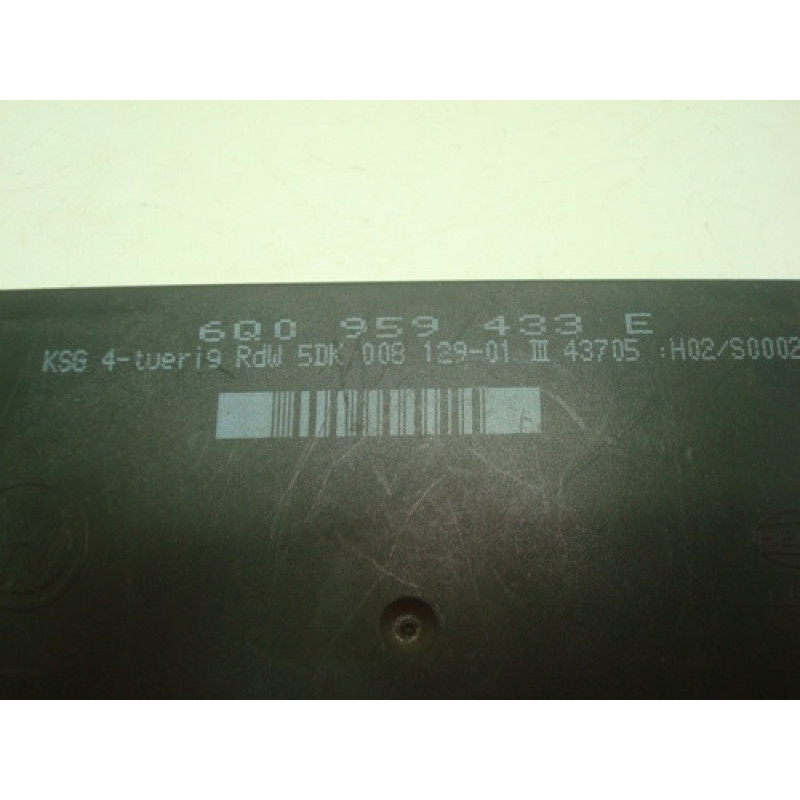 6Q0 959 433 E
KSG 4-tuerig RdW 5DK 008 129-01 III 43705 :H02/S0002